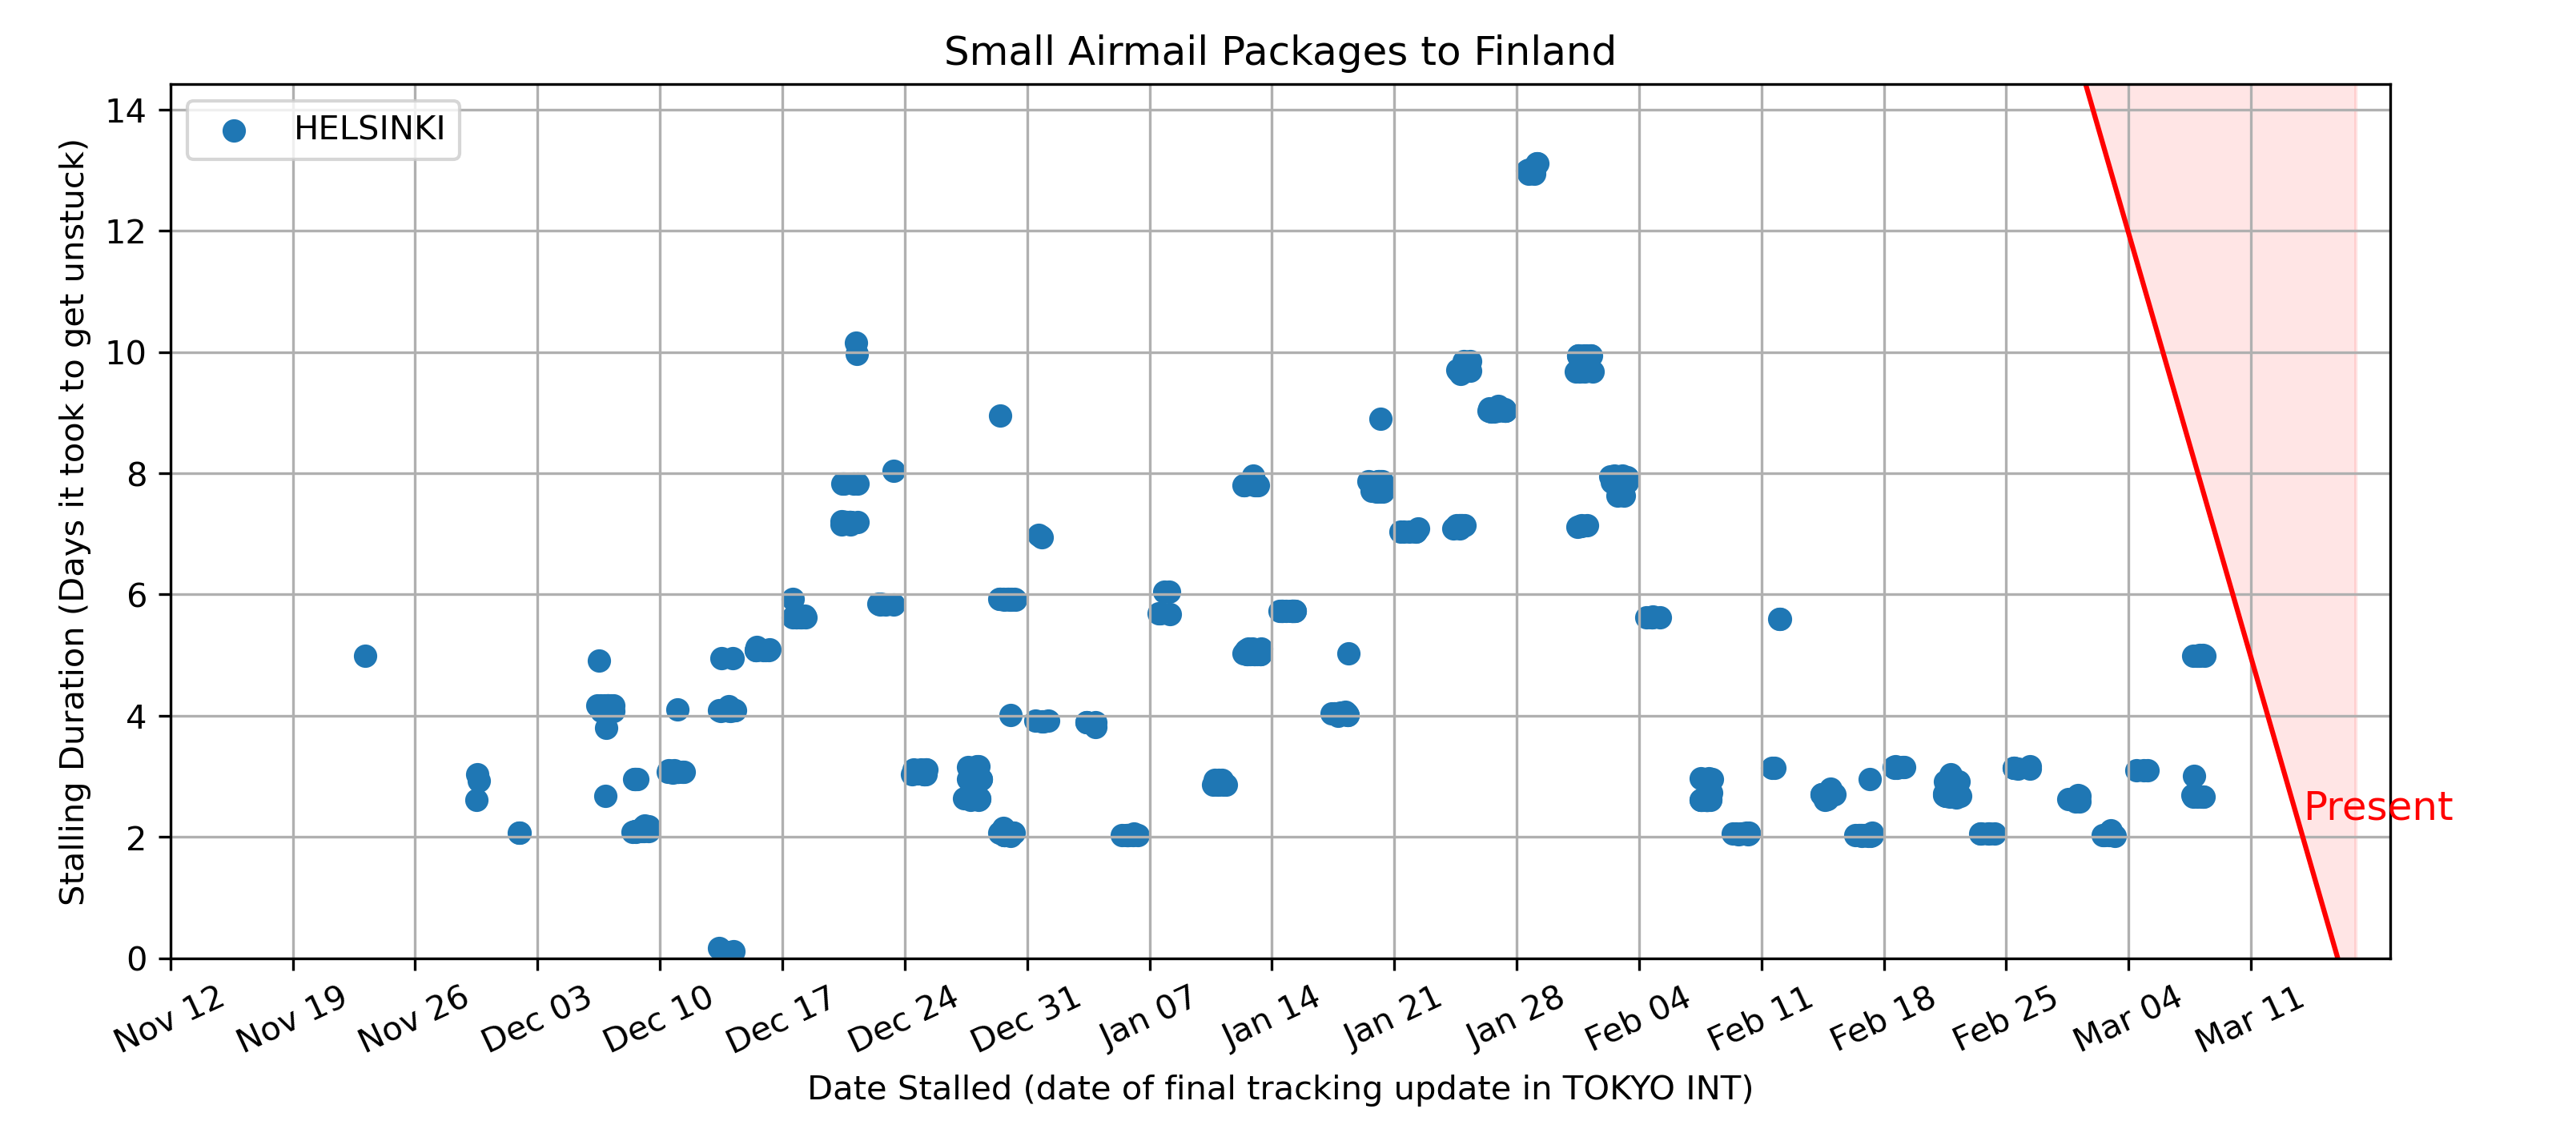 Small Airmail Packages to Finland
HELSINKI
Stalling Duration (Days it took to get unstuck)
14
12
10
8
6
4
2
0
Present
Nov 12
Nov 19
Nov 26
Dec 03
Dec 10
Dec 17
Dec 24
Dec 31
Jan 07
Jan 14
Jan 21
Jan 28
Feb 04
Feb 11
Feb 18
Feb 25
Mar 04
Mar 11
Date Stalled (date of final tracking update in TOKYO INT)